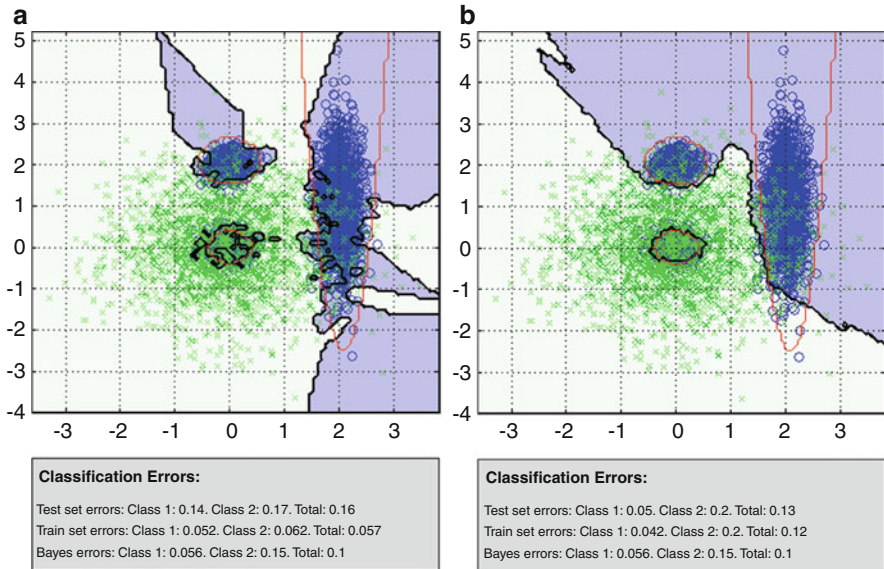 a
b
5
4
3
2
1
0
-1
-2
-3
-4
-3 -2 -1 0 1 2 3
5
4
3
2
1
0
-1
-2
-3
-4
-3 -2 -1 0 1 2 3
Classification Errors:
Test set errors: Class 1: 0.14. Class 2: 0.17. Total: 0.16
Train set errors: Class 1: 0.052. Class 2: 0.062. Total: 0.057
Bayes errors: Class 1: 0.056. Class 2: 0.15. Total: 0.1
Classification Errors:
Test set errors: Class 1: 0.05. Class 2: 0.2. Total: 0.13
Train set errors: Class 1: 0.042. Class 2: 0.2. Total: 0.12
Bayes errors: Class 1: 0.056. Class 2: 0.15. Total: 0.1